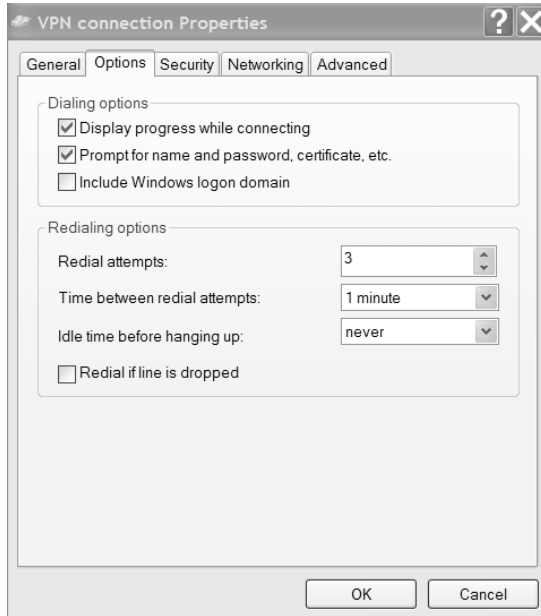 VPN connection Properties
General Options Security Networking Advanced
Dialing options
Display progress while connecting
Prompt for name and password, certificate, etc.
Include Windows logon domain
Redialing options
Redial attempts: 3
Time between redial attempts: 1 minute
Idle time before hanging up: never
Redial if line is dropped
OK Cancel